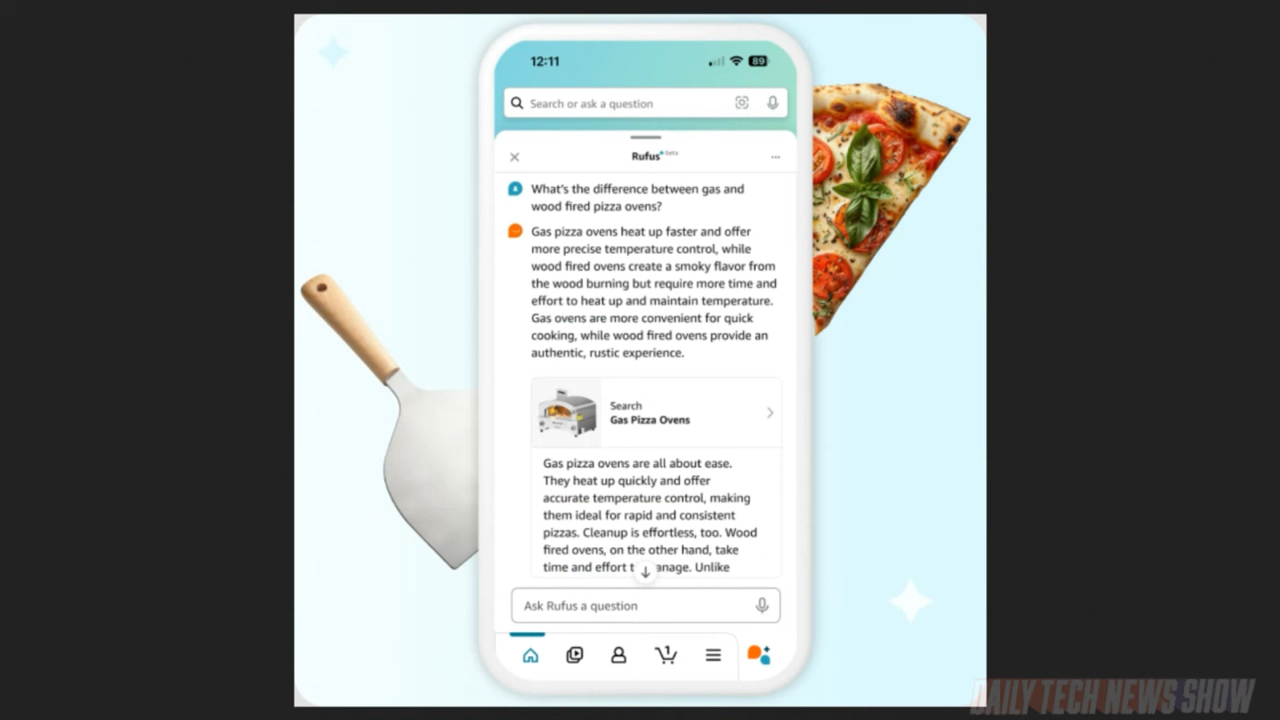 12:11
89
Search or ask a question
Rufus beta
What's the difference between gas and
wood fired pizza ovens?
Gas pizza ovens heat up faster and offer
more precise temperature control, while
wood fired ovens create a smoky flavor from
the wood burning but require more time and
effort to heat up and maintain temperature.
Gas ovens are more convenient for quick
cooking, while wood fired ovens provide an
authentic, rustic experience.
Search
Gas Pizza Ovens
Gas pizza ovens are all about ease.
They heat up quickly and offer
accurate temperature control, making
them ideal for rapid and consistent
pizzas. Cleanup is effortless, too. Wood
fired ovens, on the other hand, take
time and effort t anage. Unlike
Ask Rufus a question
1
DAILY TECH NEWS SHOW